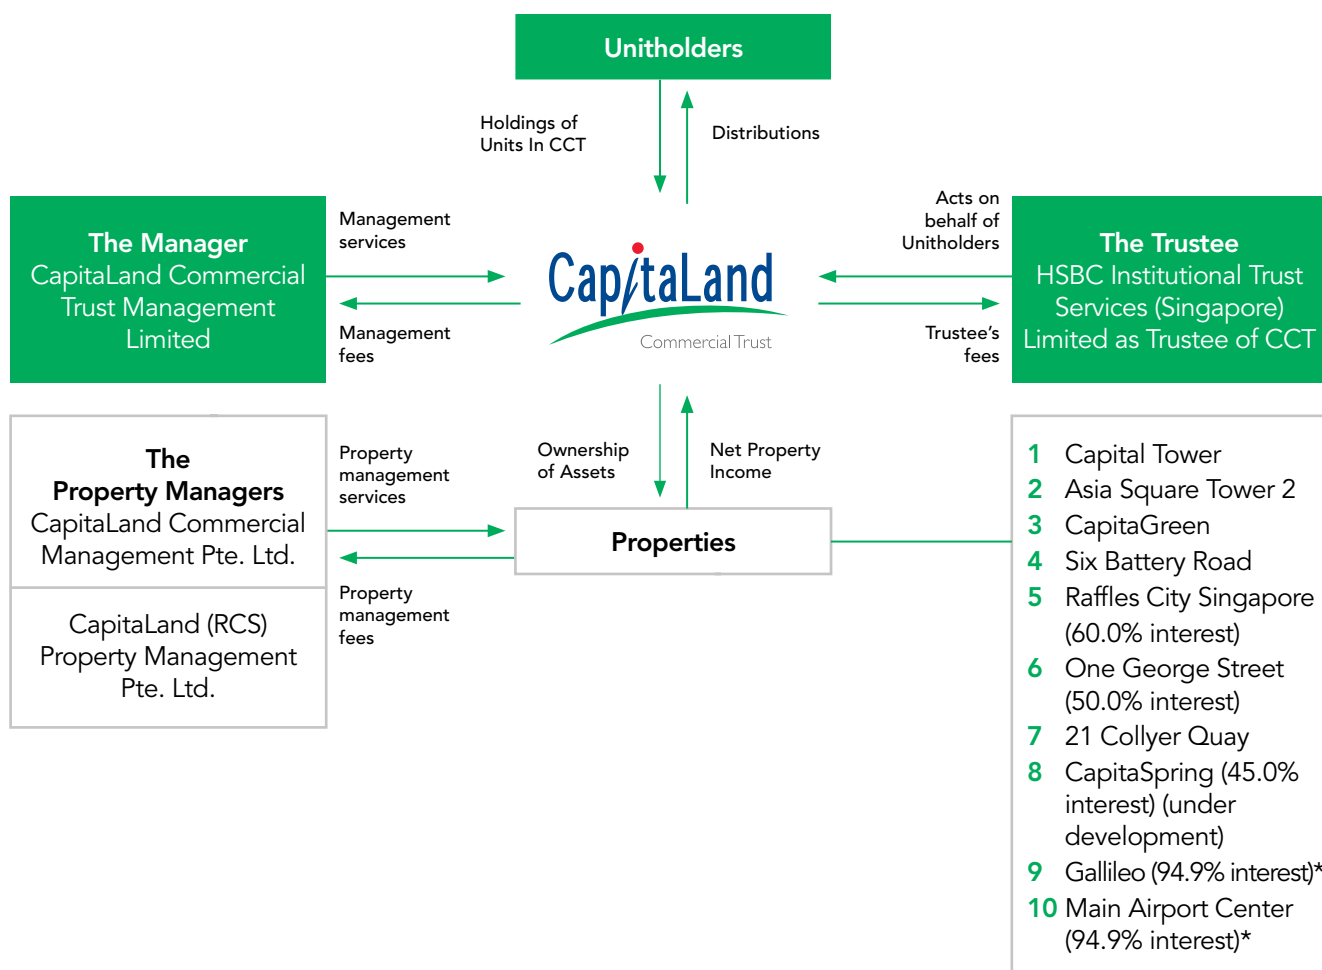 Unitholders
Holdings of
Units In CCT
Distributions
The Manager
CapitaLand Commercial
Trust Management
Limited
Management
services
Management
fees
CapitaLand
Commercial Trust
Acts on
behalf of
Unitholders
Trustee's
fees
The Trustee
HSBC Institutional Trust
Services (Singapore)
Limited as Trustee of CCT
The
Property Managers
CapitaLand Commercial
Management Pte. Ltd.
CapitaLand (RCS)
Property Management
Pte. Ltd.
Property
management
services
Property
management
fees
Ownership
of Assets
Net Property
Income
Properties
1 Capital Tower
2 Asia Square Tower 2
3 CapitaGreen
4 Six Battery Road
5 Raffles City Singapore
(60.0% interest)
6 One George Street
(50.0% interest)
7 21 Collyer Quay
8 CapitaSpring (45.0%
interest) (under
development)
9 Gallileo (94.9% interest)*
10 Main Airport Center
(94.9% interest)*